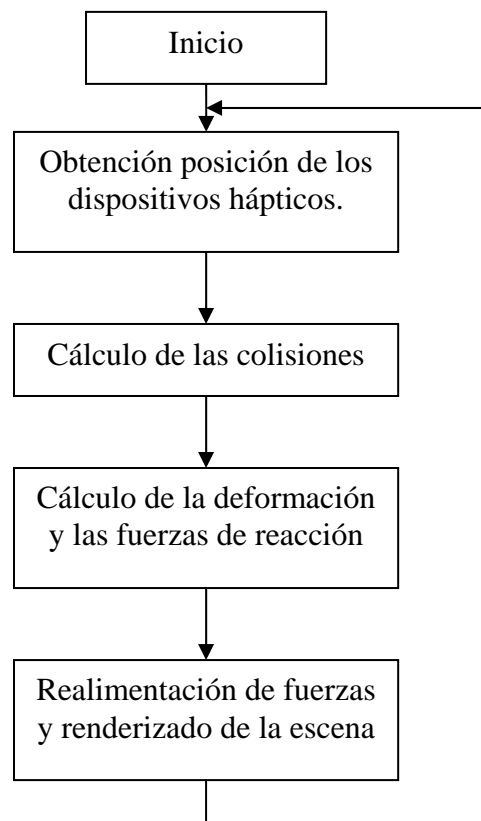 Inicio
Obtención posición de los
dispositivos hápticos.
Cálculo de las colisiones
Cálculo de la deformación
y las fuerzas de reacción
Realimentación de fuerzas
y renderizado de la escena